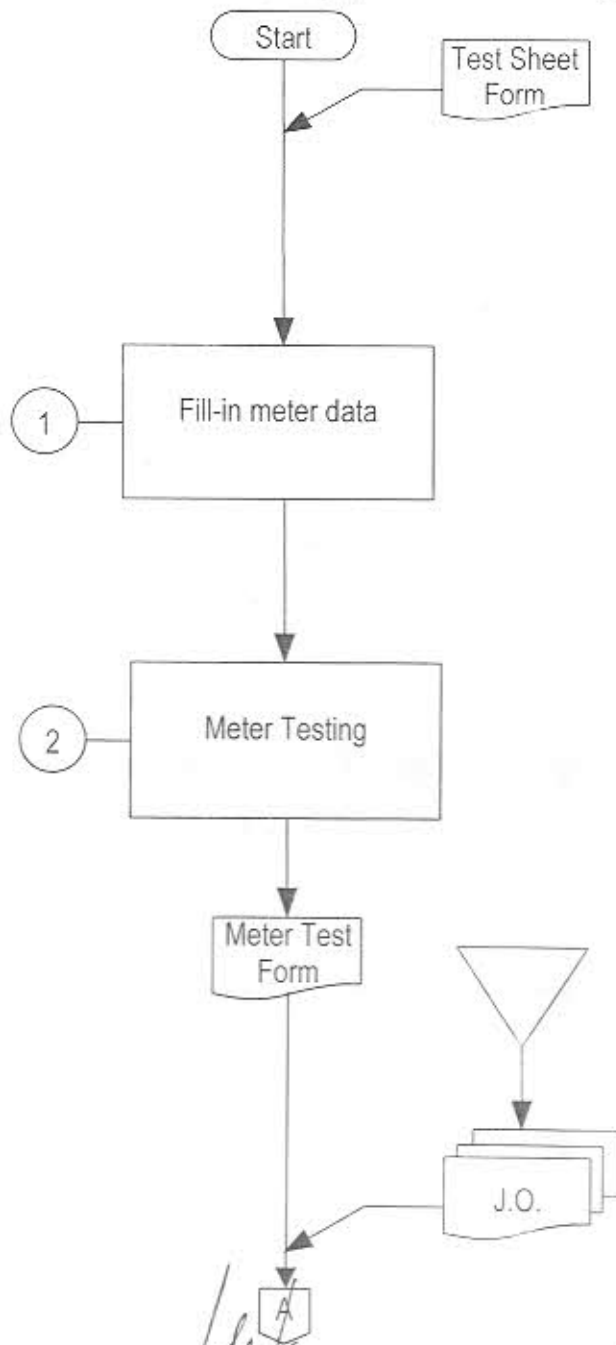 Start
Test Sheet
Form
1
Fill-in meter data
2
Meter Testing
Meter Test
Form
J.O.
A